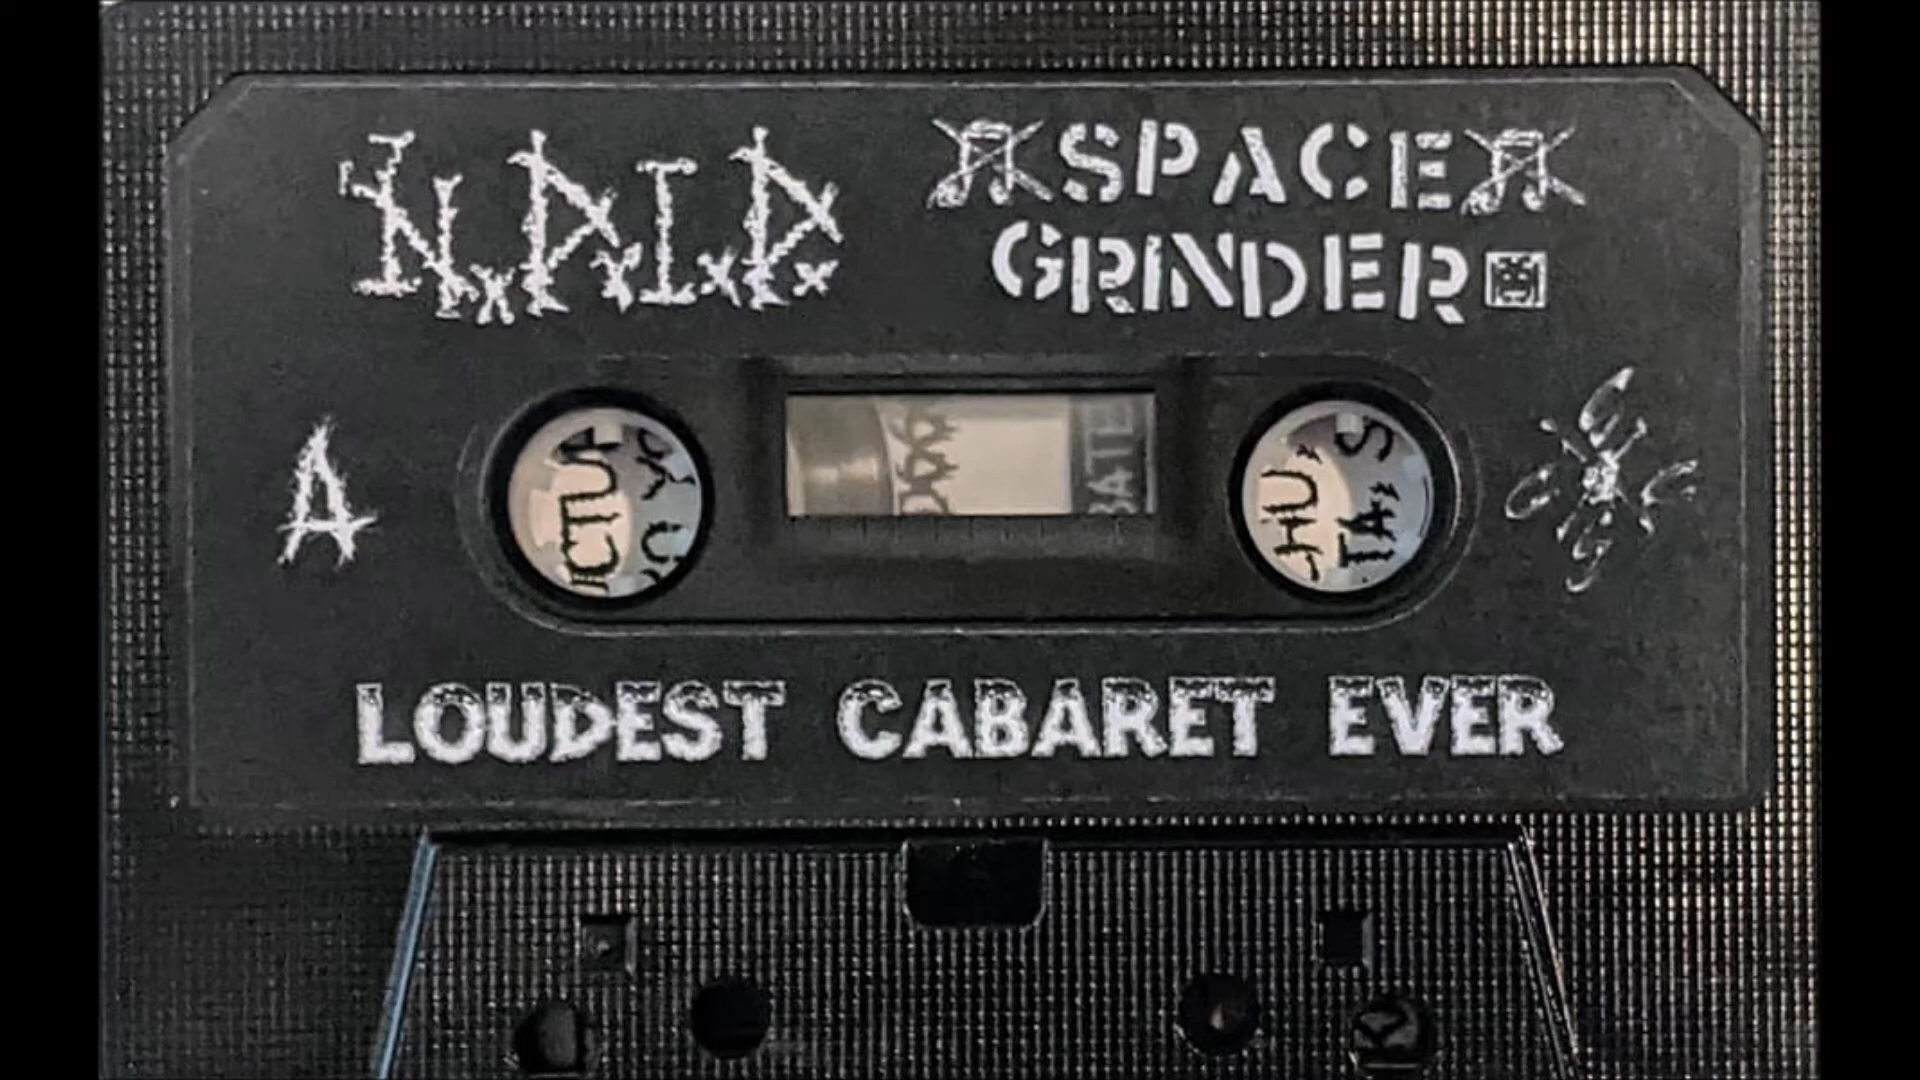 N.D.I.D.
SPACE
GRINDER
A
LOUDEST CABARET EVER